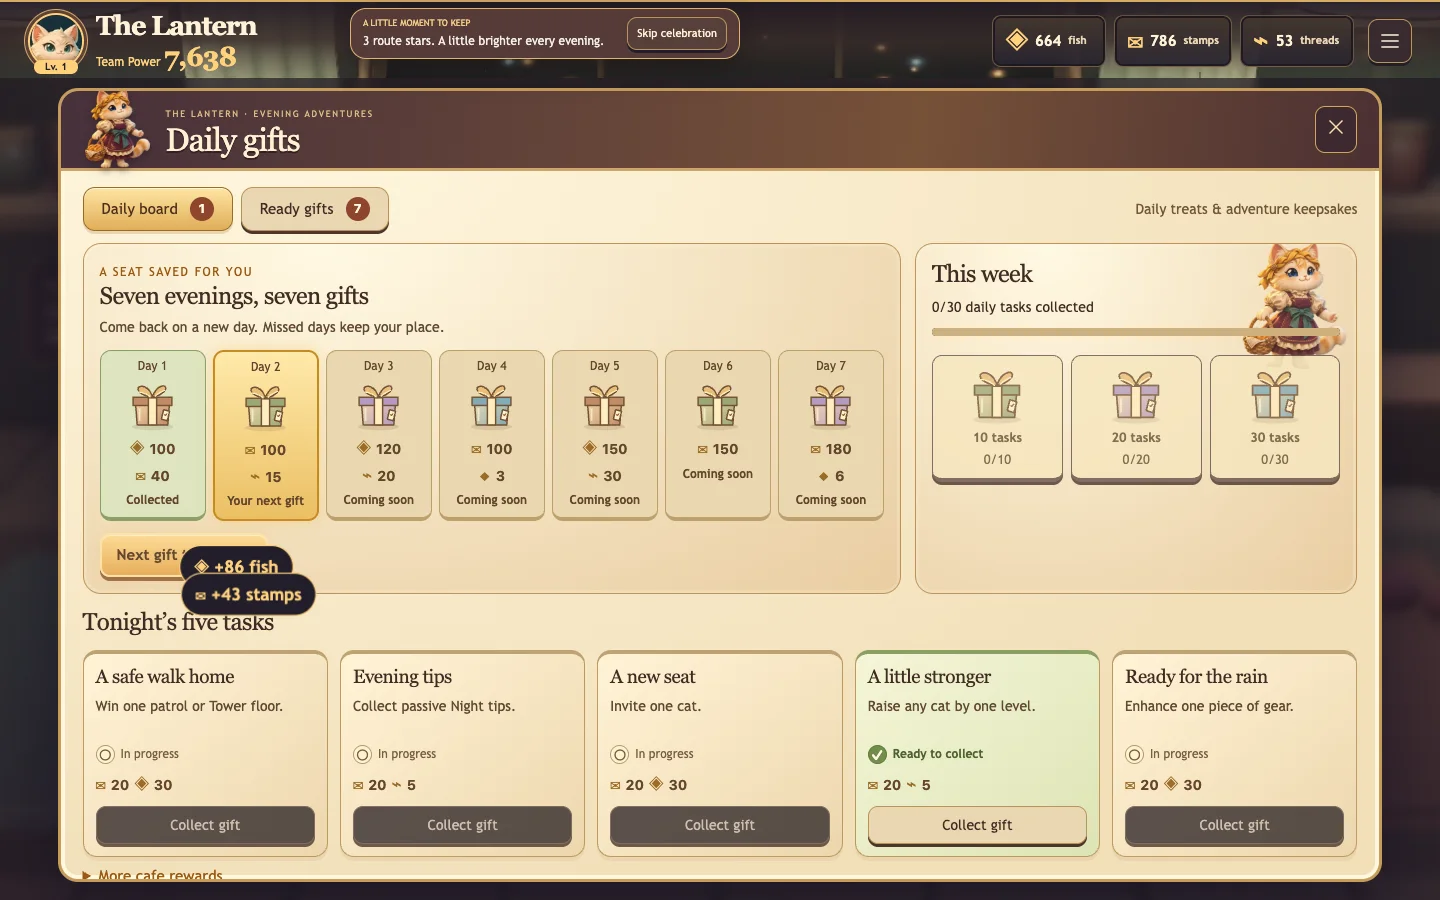 The Lantern
Lv. 1
Team Power 7,638
A LITTLE MOMENT TO KEEP
3 route stars. A little brighter every evening.
Skip celebration
664 fish
786 stamps
53 threads
THE LANTERN · EVENING ADVENTURES
Daily gifts
Daily board 1
Ready gifts 7
Daily treats & adventure keepsakes
A SEAT SAVED FOR YOU
Seven evenings, seven gifts
Come back on a new day. Missed days keep your place.
Day 1
100
40
Collected
Day 2
100
15
Your next gift
Day 3
120
20
Coming soon
Day 4
100
3
Coming soon
Day 5
150
30
Coming soon
Day 6
150
Coming soon
Day 7
180
6
Coming soon
Next gift
+86 fish
+43 stamps
This week
0/30 daily tasks collected
10 tasks
0/10
20 tasks
0/20
30 tasks
0/30
Tonight's five tasks
A safe walk home
Win one patrol or Tower floor.
In progress
20 30
Collect gift
Evening tips
Collect passive Night tips.
In progress
20 5
Collect gift
A new seat
Invite one cat.
In progress
20 30
Collect gift
A little stronger
Raise any cat by one level.
Ready to collect
20 5
Collect gift
Ready for the rain
Enhance one piece of gear.
In progress
20 30
Collect gift
More cafe rewards